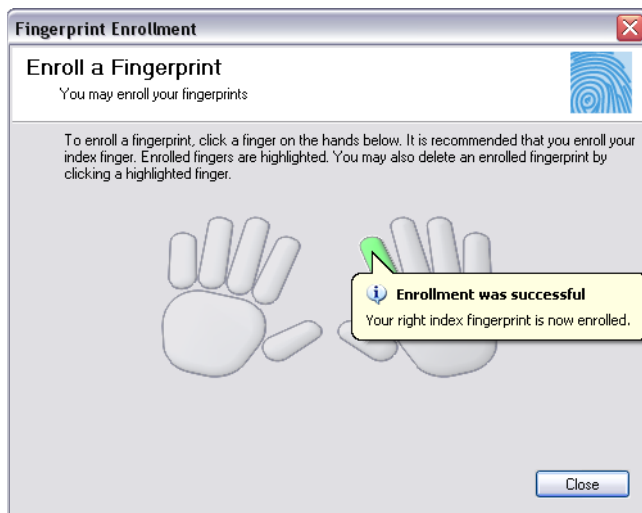 Fingerprint Enrollment
Enroll a Fingerprint
You may enroll your fingerprints
To enroll a fingerprint, click a finger on the hands below. It is recommended that you enroll your
index finger. Enrolled fingers are highlighted. You may also delete an enrolled fingerprint by
clicking a highlighted finger.
Enrollment was successful
Your right index fingerprint is now enrolled.
Close